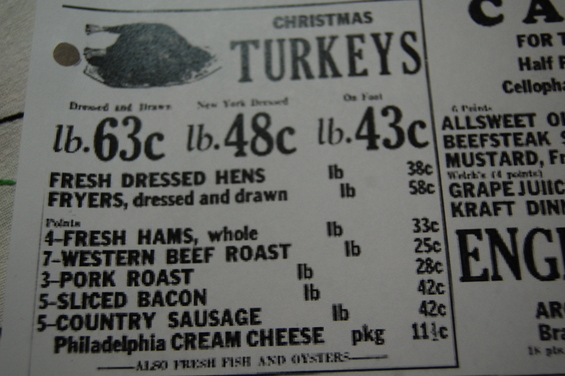 CHRISTMAS
TURKEYS
Dressed and Drawn New York Dressed On Foot
lb. 63c lb. 48c lb. 43c
FRESH DRESSED HENS lb 38c
FRYERS, dressed and drawn lb 58c
Points
4-FRESH HAMS, whole lb 33c
7-WESTERN BEEF ROAST lb 25c
3-PORK ROAST lb 28c
5-SLICED BACON lb 42c
5-COUNTRY SAUSAGE lb 42c
Philadelphia CREAM CHEESE pkg 11½c
ALSO FRESH FISH AND OYSTERS
CA
FOR T
Half P
Cellopha
6 Points
ALLSWEET O
BEEFSTEAK S
MUSTARD, Fr
Welch's (4 points)
GRAPE JUIIC
KRAFT DIN
ENG
AR
Bra